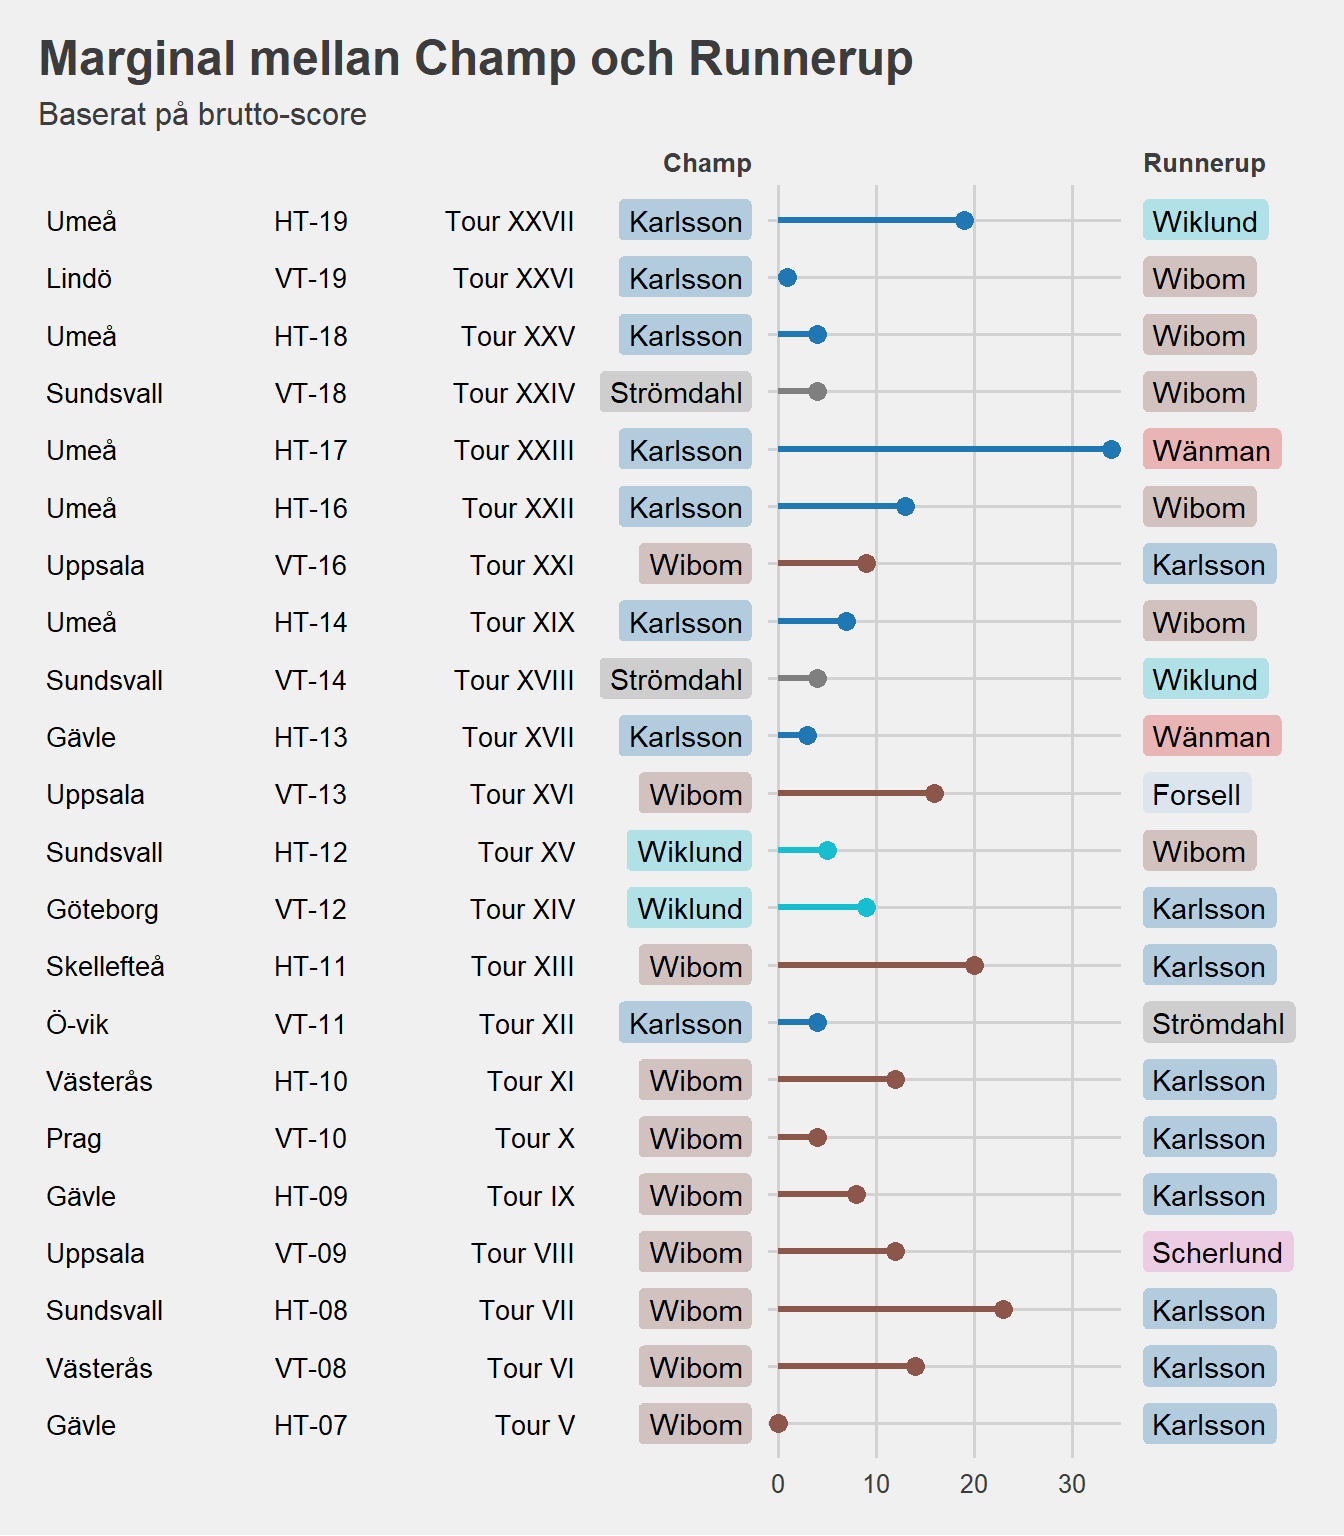 Marginal mellan Champ och Runnerup
Baserat på brutto-score
Champ Runnerup
Umeå HT-19 Tour XXVII Karlsson Wiklund
Lindö VT-19 Tour XXVI Karlsson Wibom
Umeå HT-18 Tour XXV Karlsson Wibom
Sundsvall VT-18 Tour XXIV Strömdahl Wibom
Umeå HT-17 Tour XXIII Karlsson Wänman
Umeå HT-16 Tour XXII Karlsson Wibom
Uppsala VT-16 Tour XXI Wibom Karlsson
Umeå HT-14 Tour XIX Karlsson Wibom
Sundsvall VT-14 Tour XVIII Strömdahl Wiklund
Gävle HT-13 Tour XVII Karlsson Wänman
Uppsala VT-13 Tour XVI Wibom Forsell
Sundsvall HT-12 Tour XV Wiklund Wibom
Göteborg VT-12 Tour XIV Wiklund Karlsson
Skellefteå HT-11 Tour XIII Wibom Karlsson
Ö-vik VT-11 Tour XII Karlsson Strömdahl
Västerås HT-10 Tour XI Wibom Karlsson
Prag VT-10 Tour X Wibom Karlsson
Gävle HT-09 Tour IX Wibom Karlsson
Uppsala VT-09 Tour VIII Wibom Scherlund
Sundsvall HT-08 Tour VII Wibom Karlsson
Västerås VT-08 Tour VI Wibom Karlsson
Gävle HT-07 Tour V Wibom Karlsson
0 10 20 30